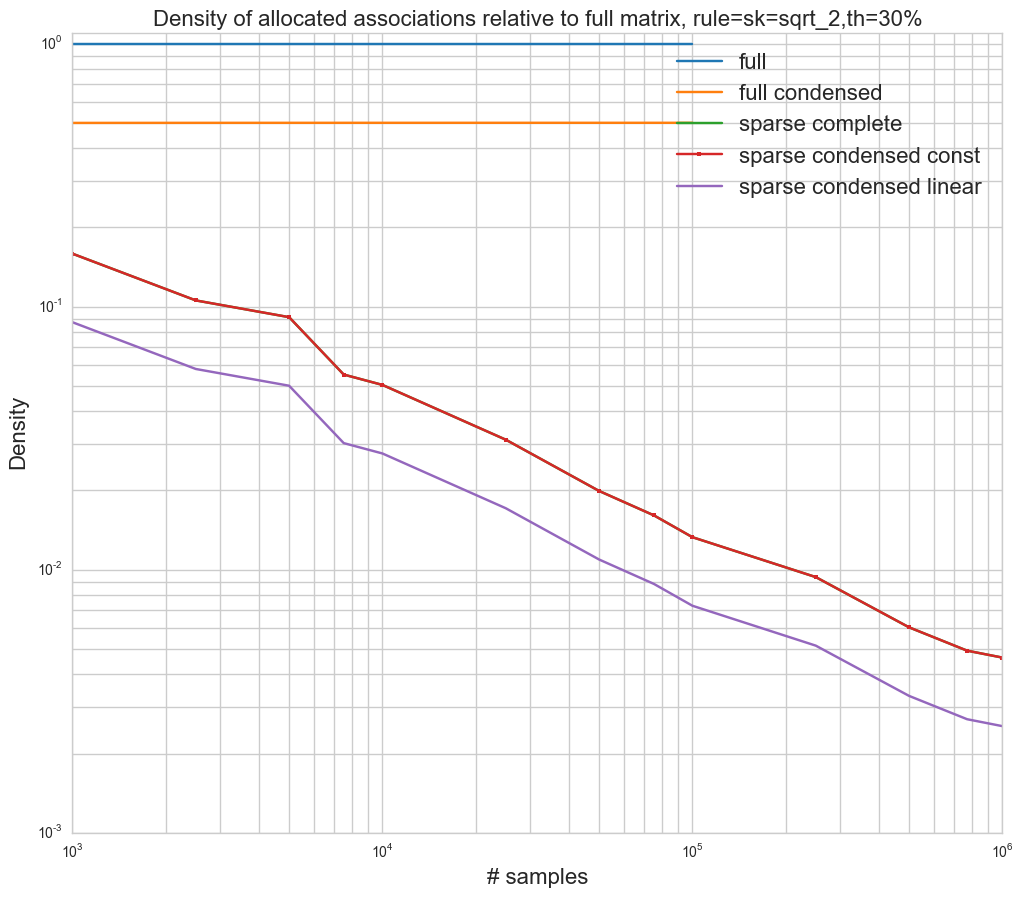 Density of allocated associations relative to full matrix, rule=sk=sqrt_2,th=30%
10^0
full
full condensed
sparse complete
sparse condensed const
sparse condensed linear
10^-1
Density
10^-2
10^-3
10^3 10^4 10^5 10^6
# samples